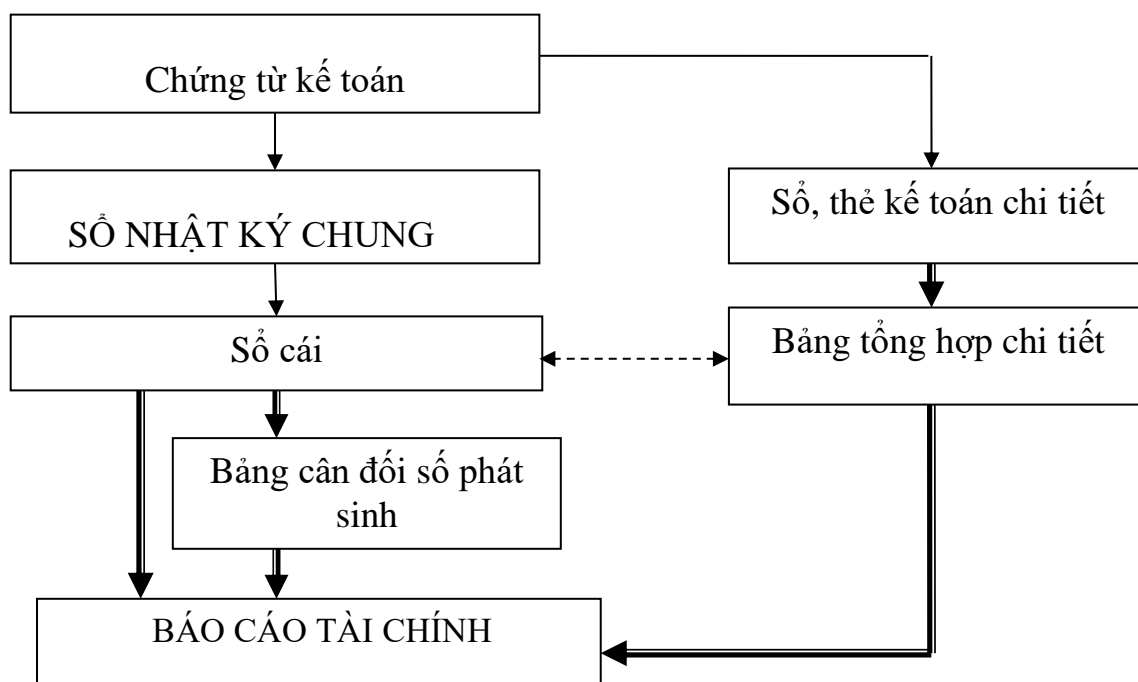 Chứng từ kế toán
SỔ NHẬT KÝ CHUNG
Sổ, thẻ kế toán chi tiết
Sổ cái
Bảng tổng hợp chi tiết
Bảng cân đối số phát
sinh
BÁO CÁO TÀI CHÍNH